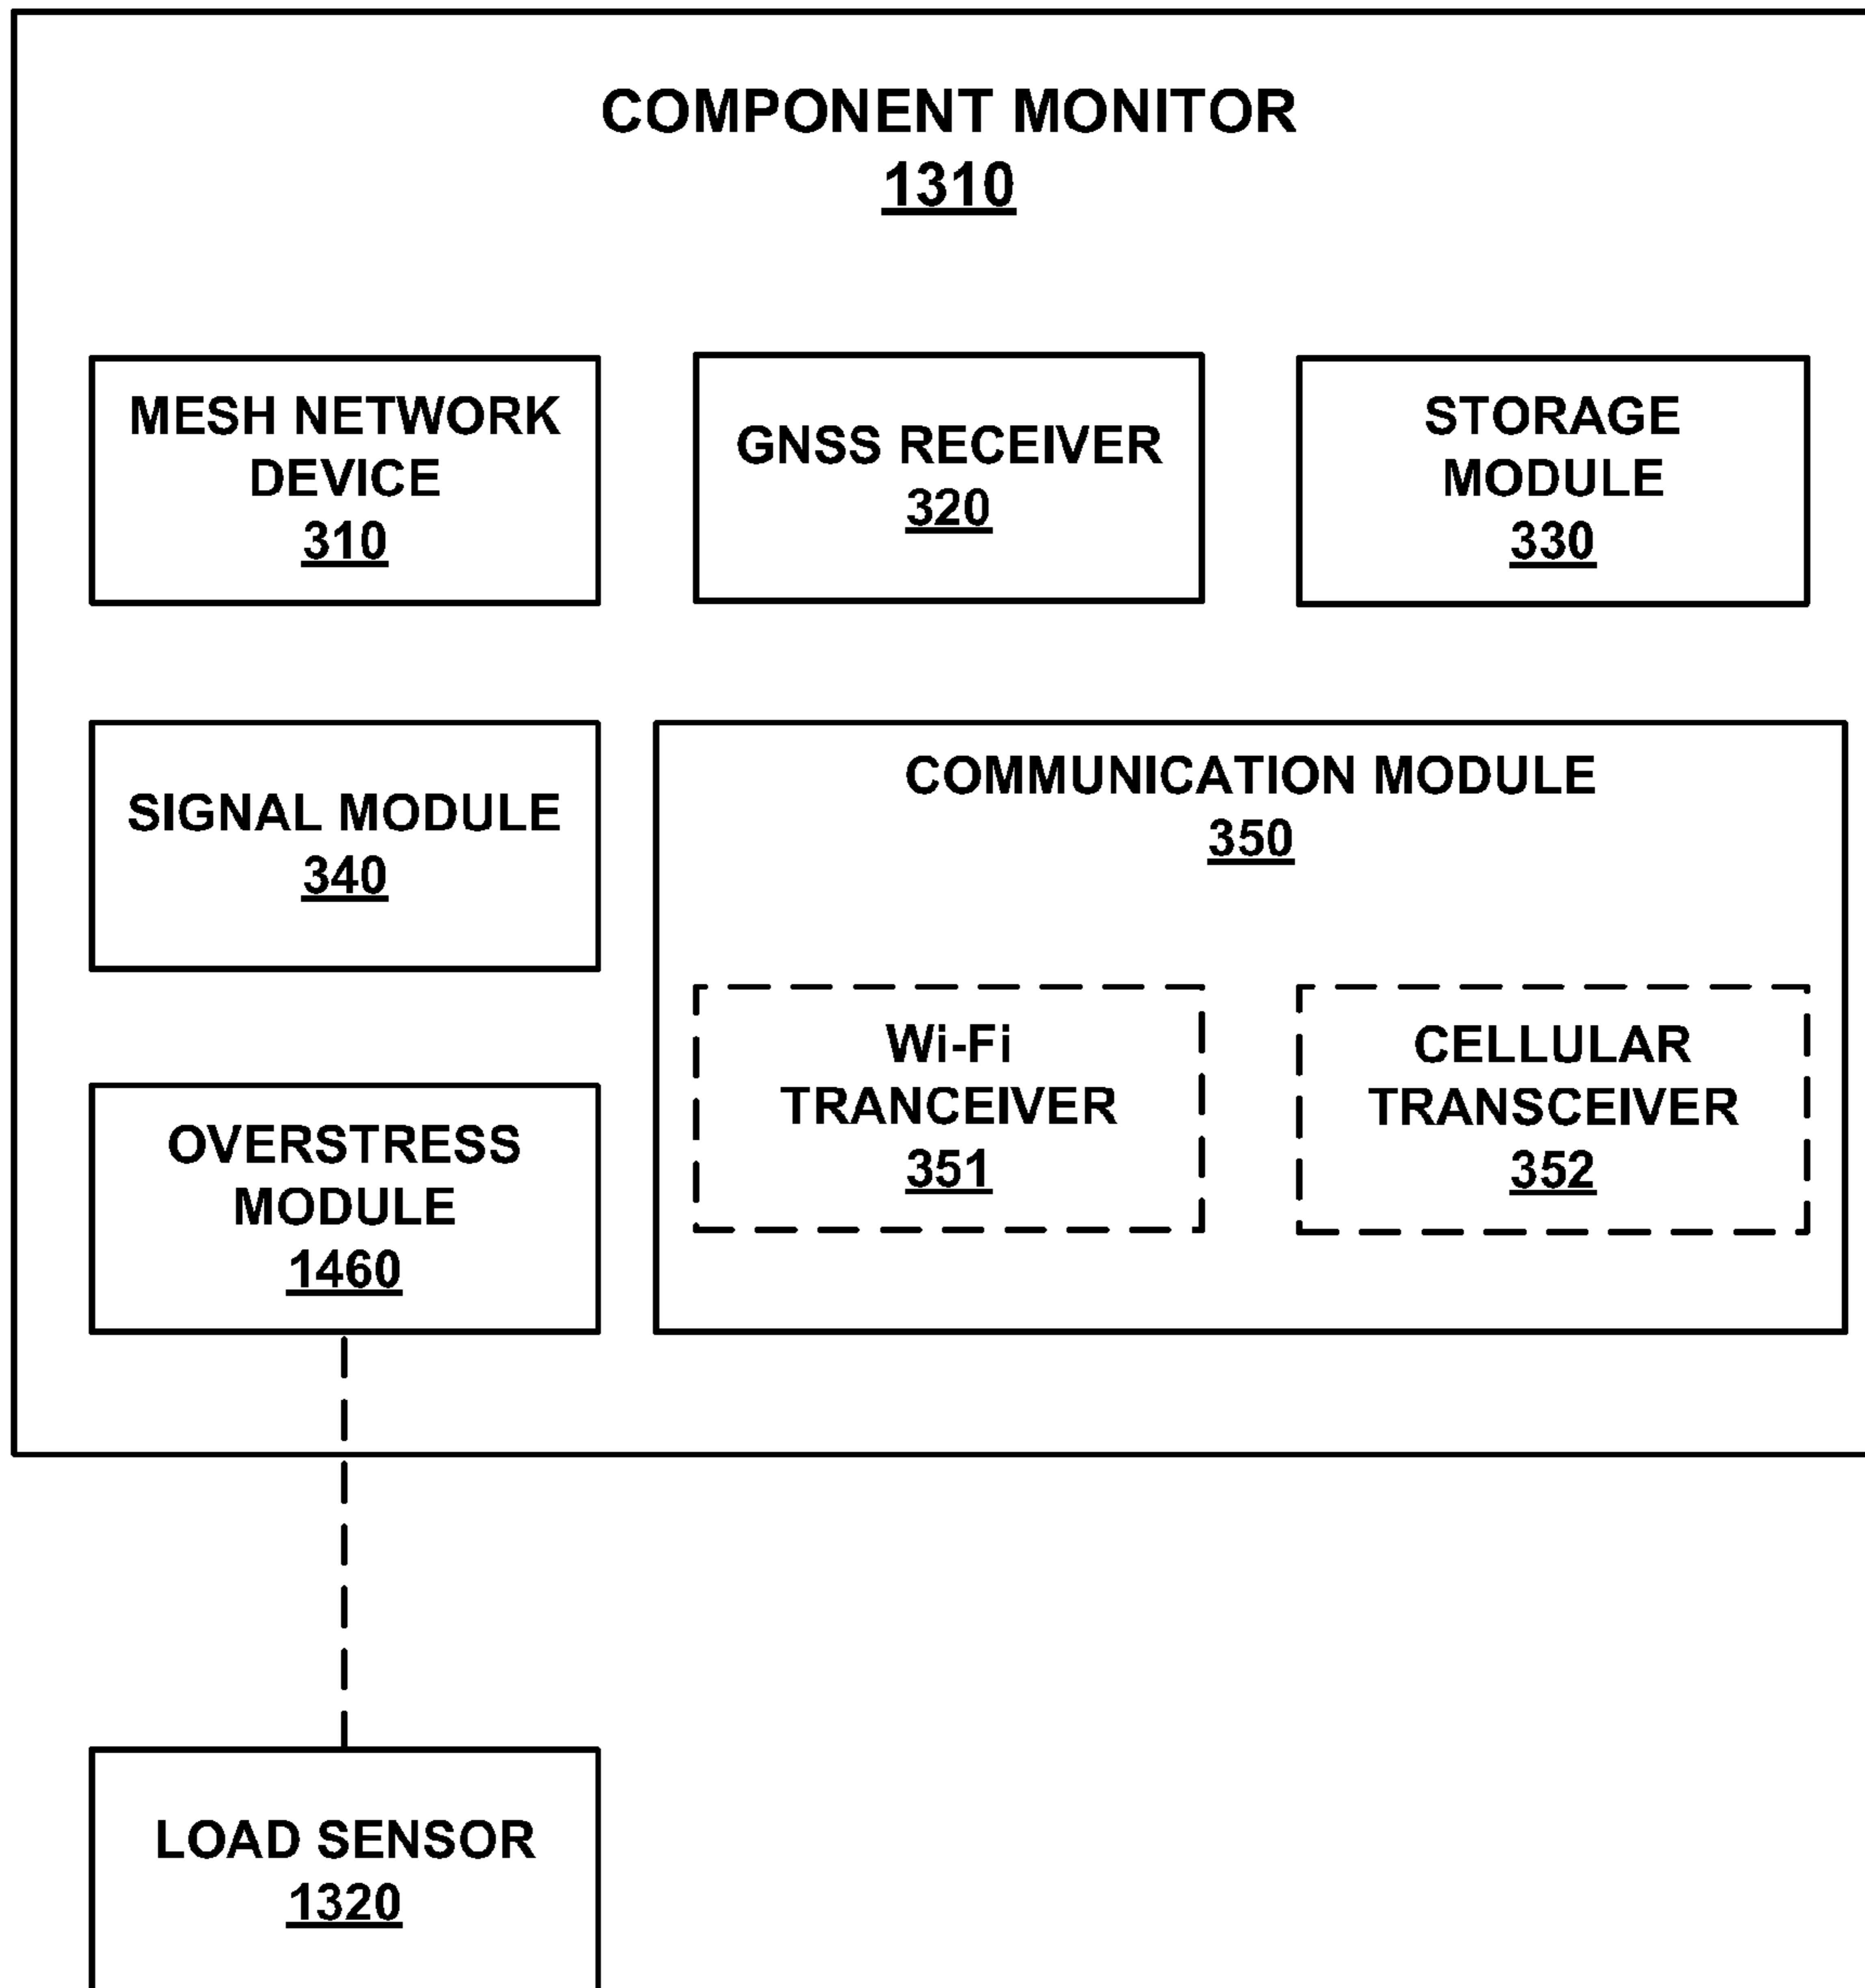 COMPONENT MONITOR
1310
MESH NETWORK
DEVICE
310
GNSS RECEIVER
320
STORAGE
MODULE
330
SIGNAL MODULE
340
COMMUNICATION MODULE
350
Wi-Fi
TRANCEIVER
351
CELLULAR
TRANSCEIVER
352
OVERSTRESS
MODULE
1460
LOAD SENSOR
1320